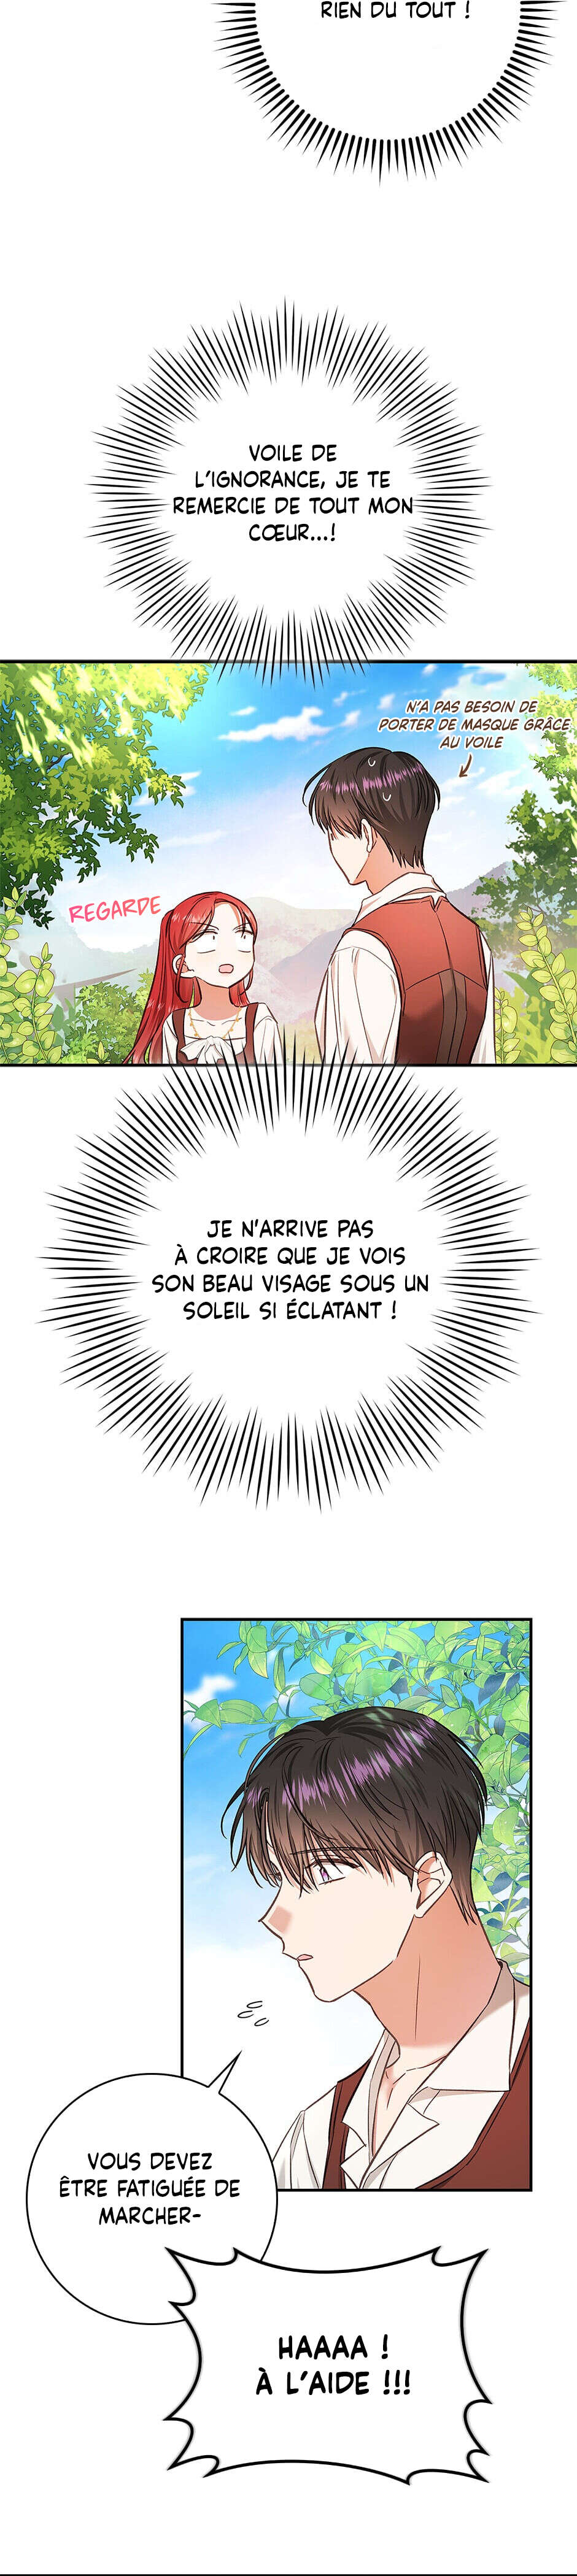 RIEN DU TOUT !
VOILE DE
L'IGNORANCE, JE TE
REMERCIE DE TOUT MON
CŒUR...!
N'A PAS BESOIN DE
PORTER DE MASQUE GRÂCE
AU VOILE
REGARDE
JE N'ARRIVE PAS
À CROIRE QUE JE VOIS
SON BEAU VISAGE SOUS UN
SOLEIL SI ÉCLATANT !
VOUS DEVEZ
ÊTRE FATIGUÉE DE
MARCHER-
HAAAA !
À L'AIDE !!!